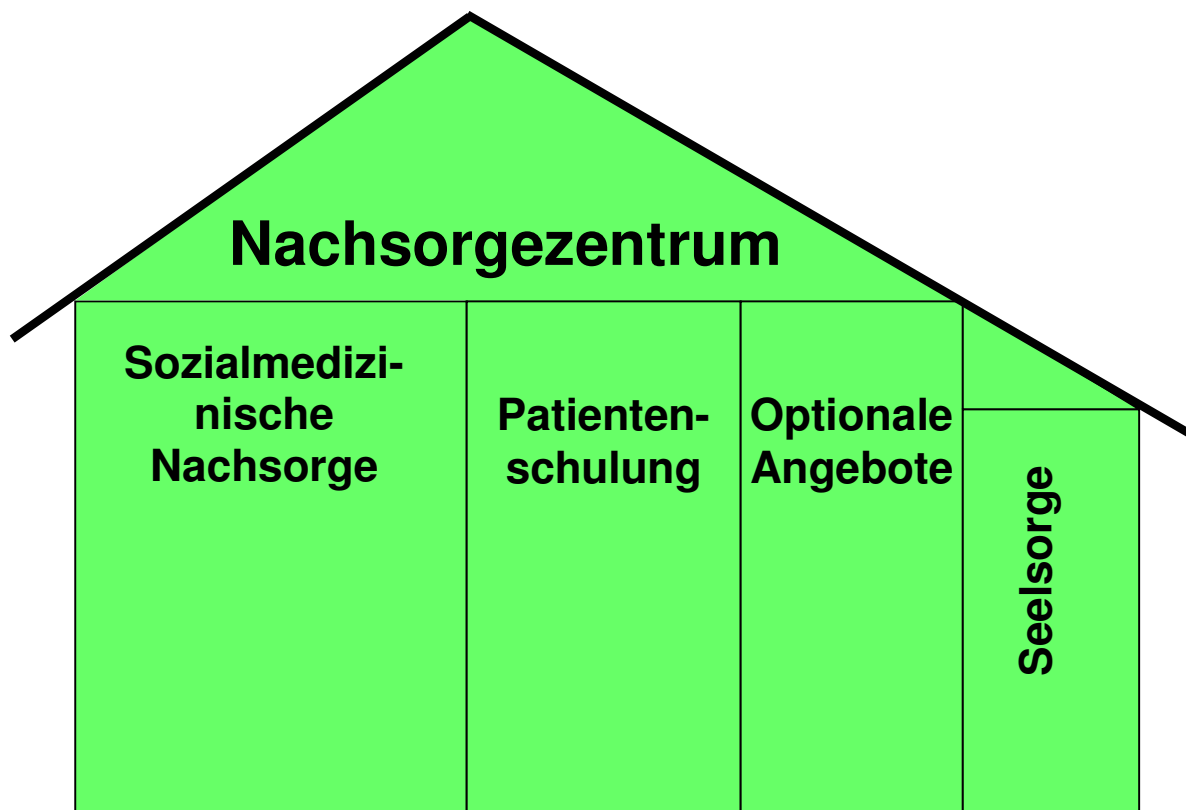 Nachsorgezentrum
Sozialmedizi-
nische
Nachsorge
Patienten-
schulung
Optionale
Angebote
Seelsorge